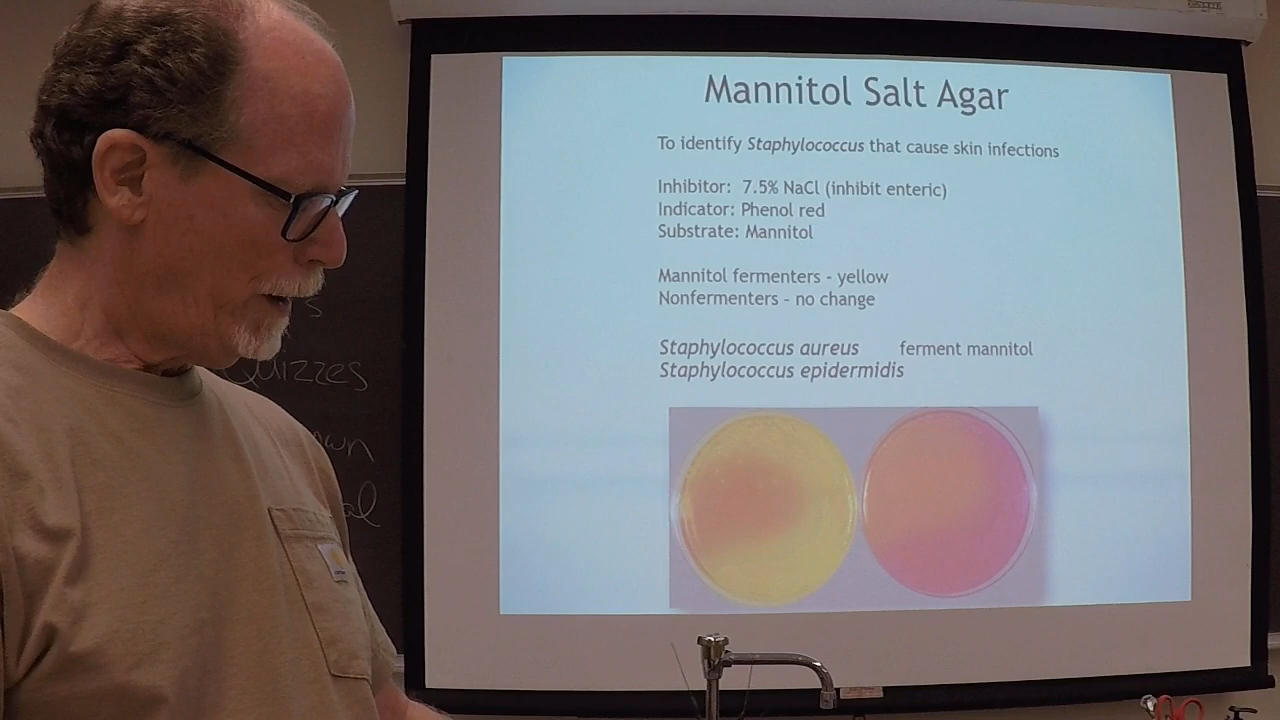 Mannitol Salt Agar
To identify Staphylococcus that cause skin infections
Inhibitor: 7.5% NaCl (inhibit enteric)
Indicator: Phenol red
Substrate: Mannitol
Mannitol fermenters - yellow
Nonfermenters - no change
Staphylococcus aureus ferment mannitol
Staphylococcus epidermidis
Quizzes